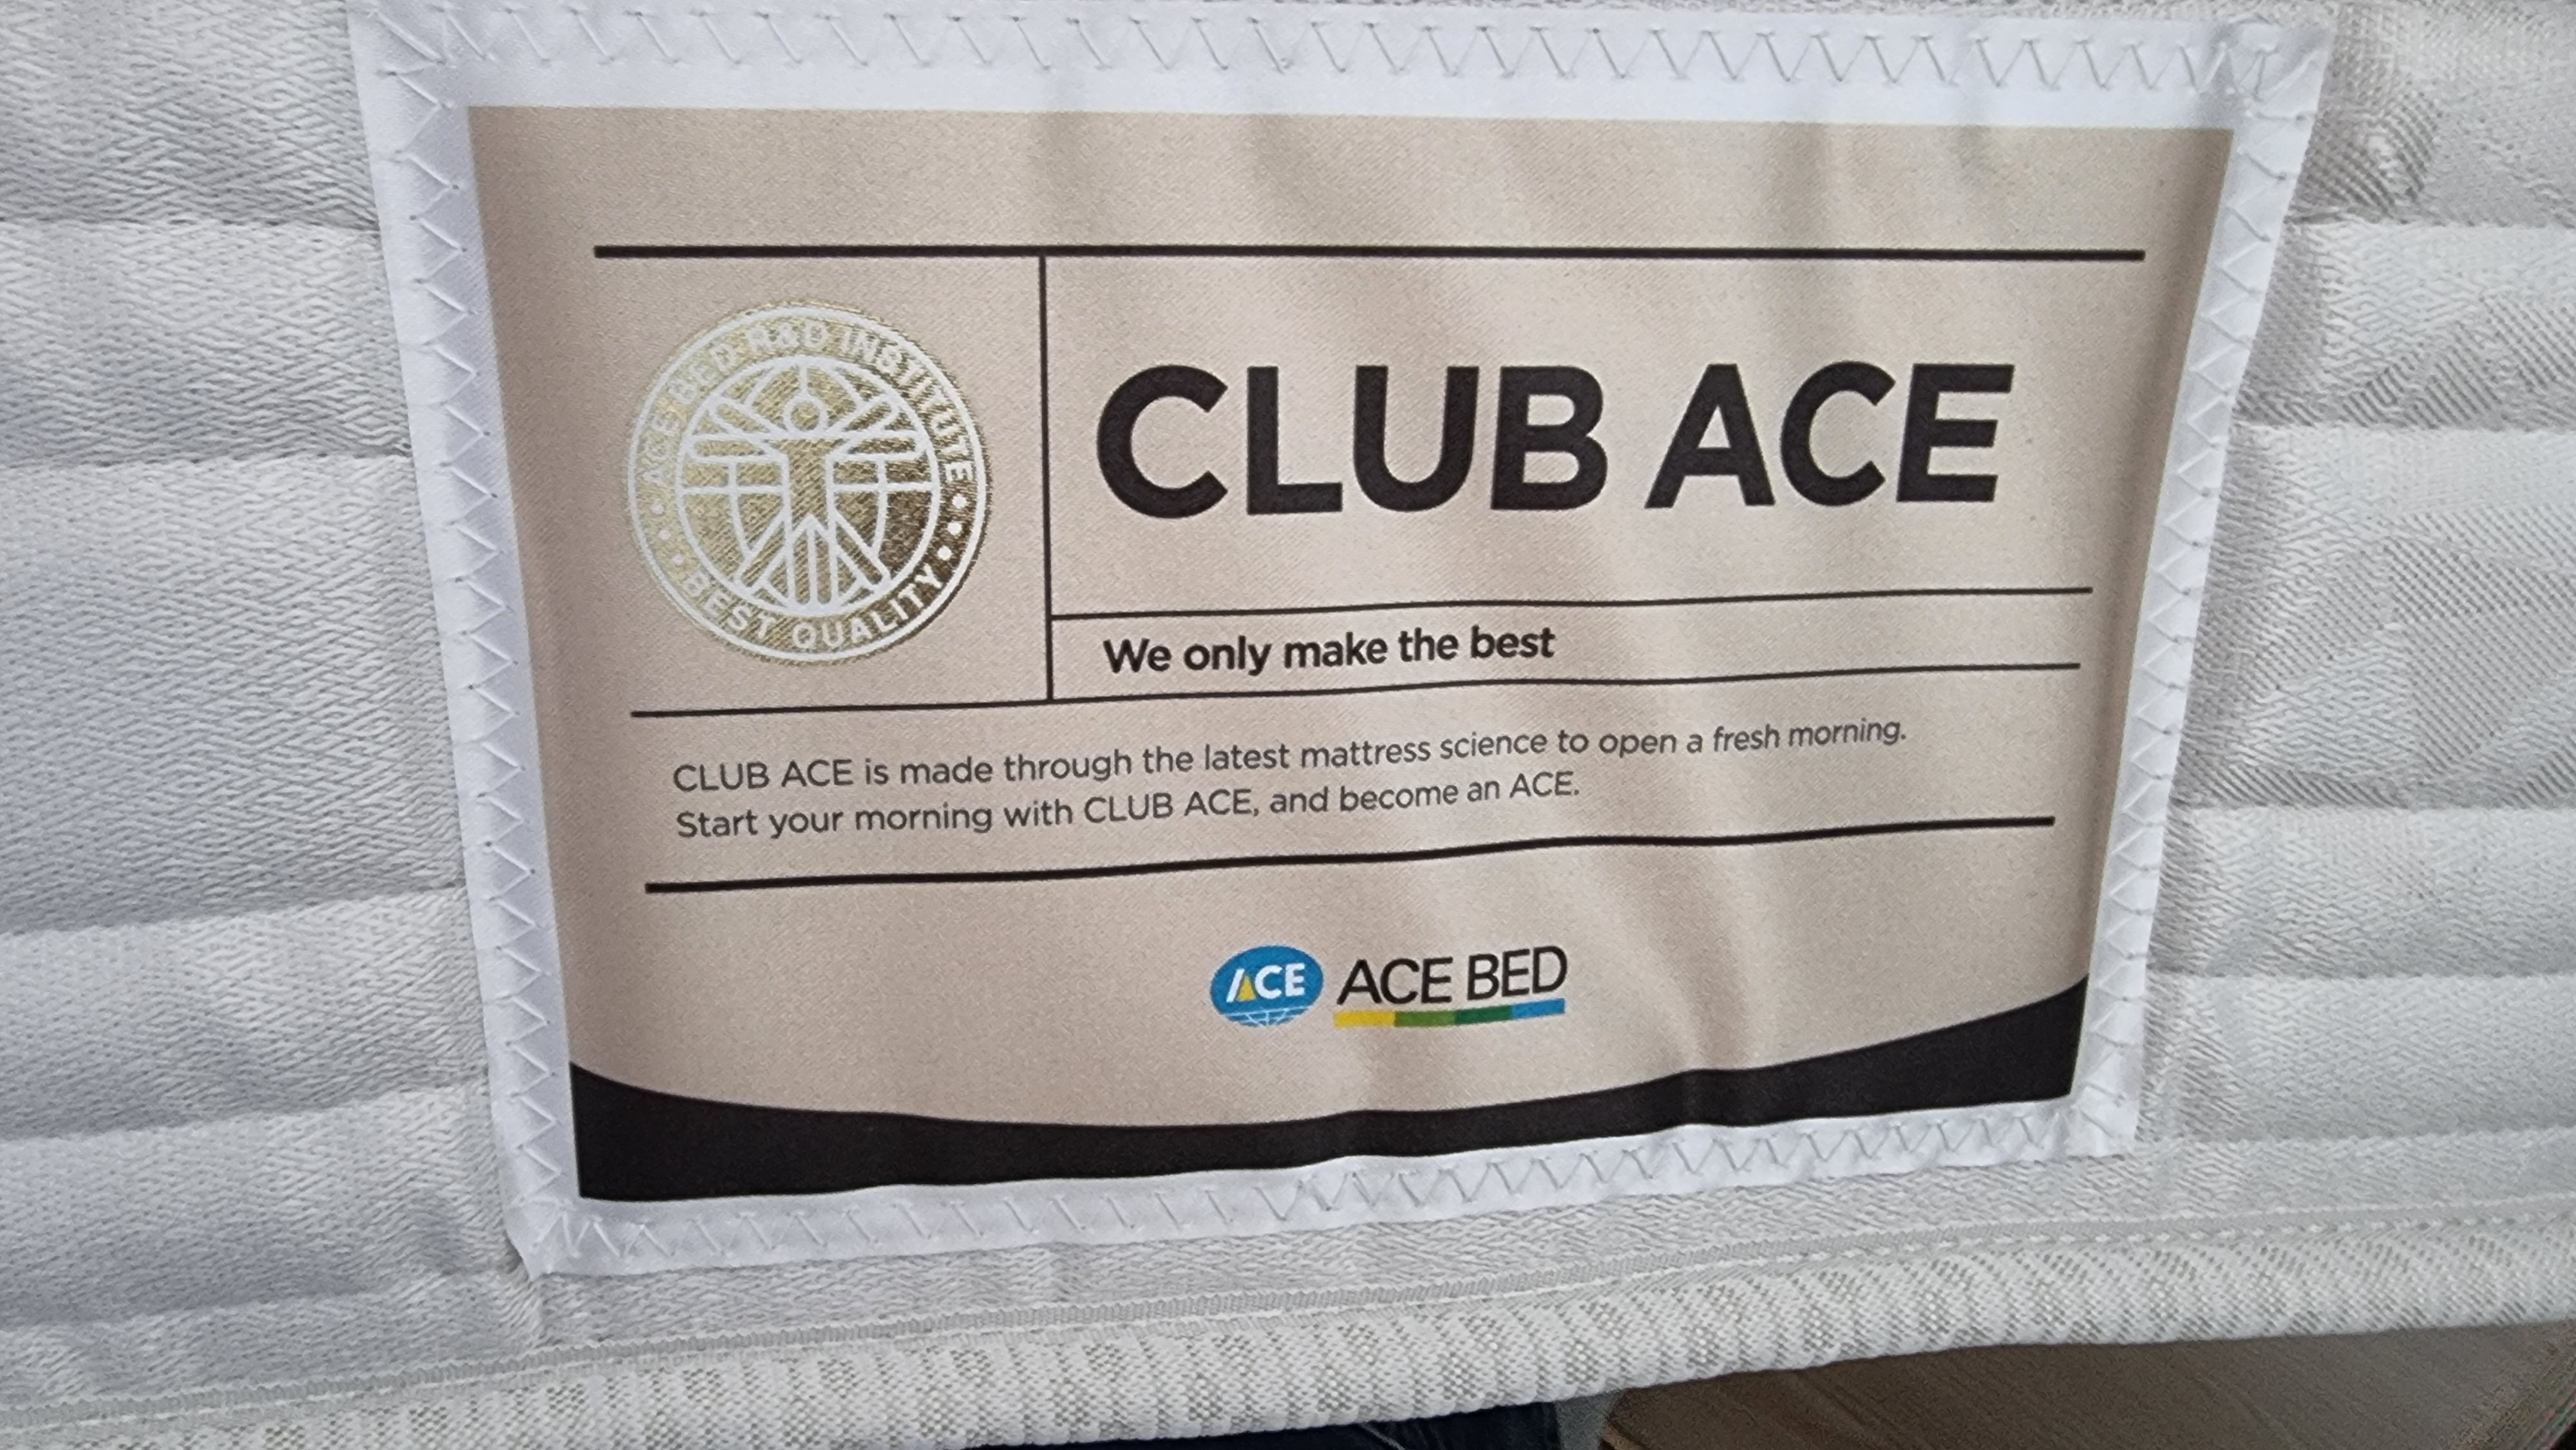 ACE BED R&D INSTITUTE
BEST QUALITY
CLUB ACE
We only make the best
CLUB ACE is made through the latest mattress science to open a fresh morning.
Start your morning with CLUB ACE, and become an ACE.
ACE ACE BED